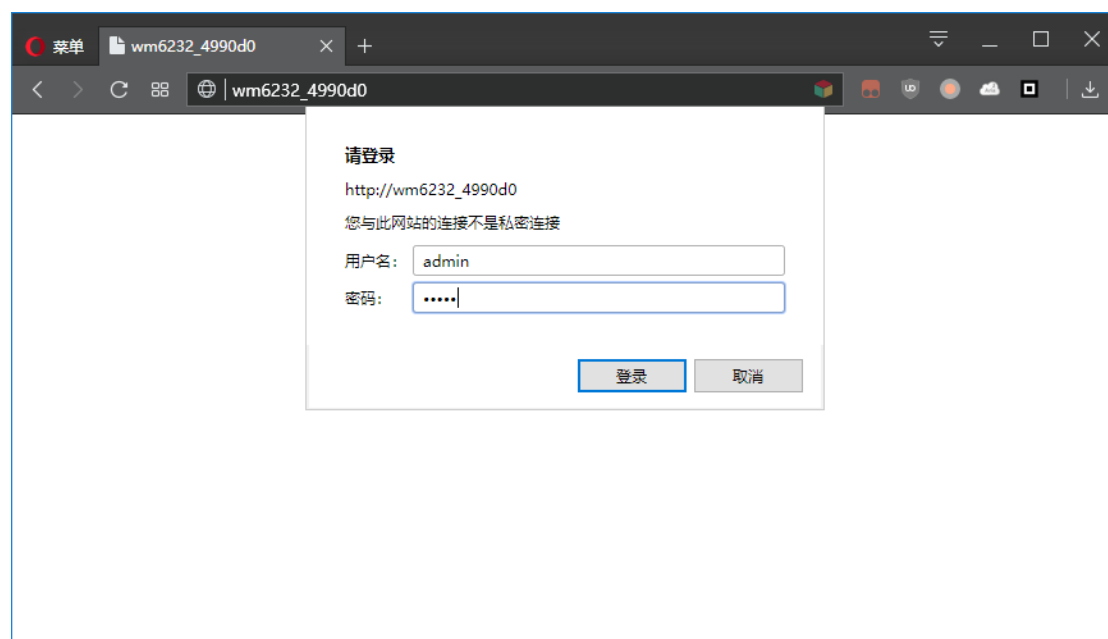 菜单
wm6232_4990d0
wm6232_4990d0
请登录
http://wm6232_4990d0
您与此网站的连接不是私密连接
用户名: admin
密码: •••••
登录 取消